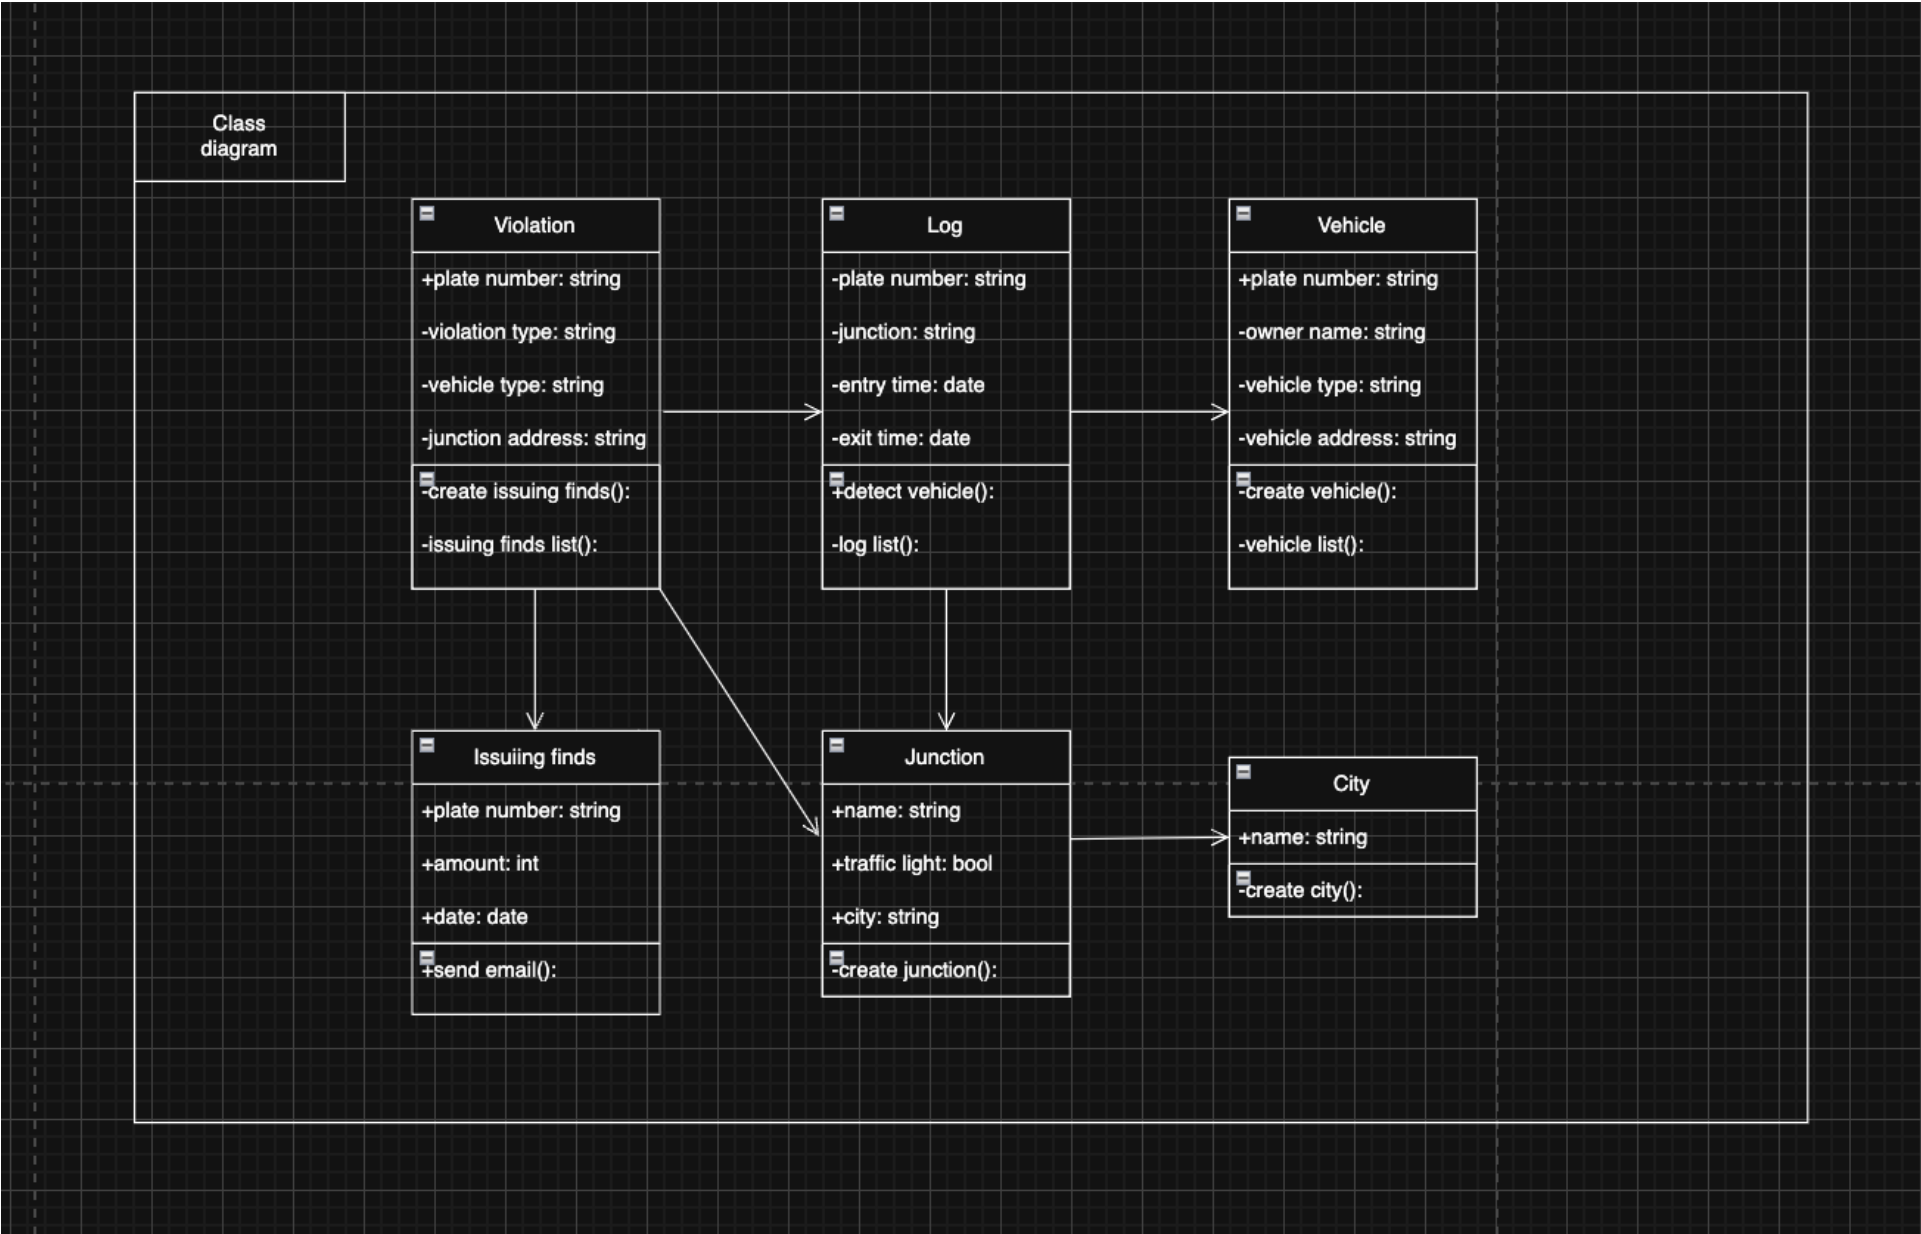 Class
diagram
Violation
+plate number: string
-violation type: string
-vehicle type: string
-junction address: string
-create issuing finds():
-issuing finds list():
Log
-plate number: string
-junction: string
-entry time: date
-exit time: date
+detect vehicle():
-log list():
Vehicle
+plate number: string
-owner name: string
-vehicle type: string
-vehicle address: string
-create vehicle():
-vehicle list():
Issuiing finds
+plate number: string
+amount: int
+date: date
+send email():
Junction
+name: string
+traffic light: bool
+city: string
-create junction():
City
+name: string
-create city():